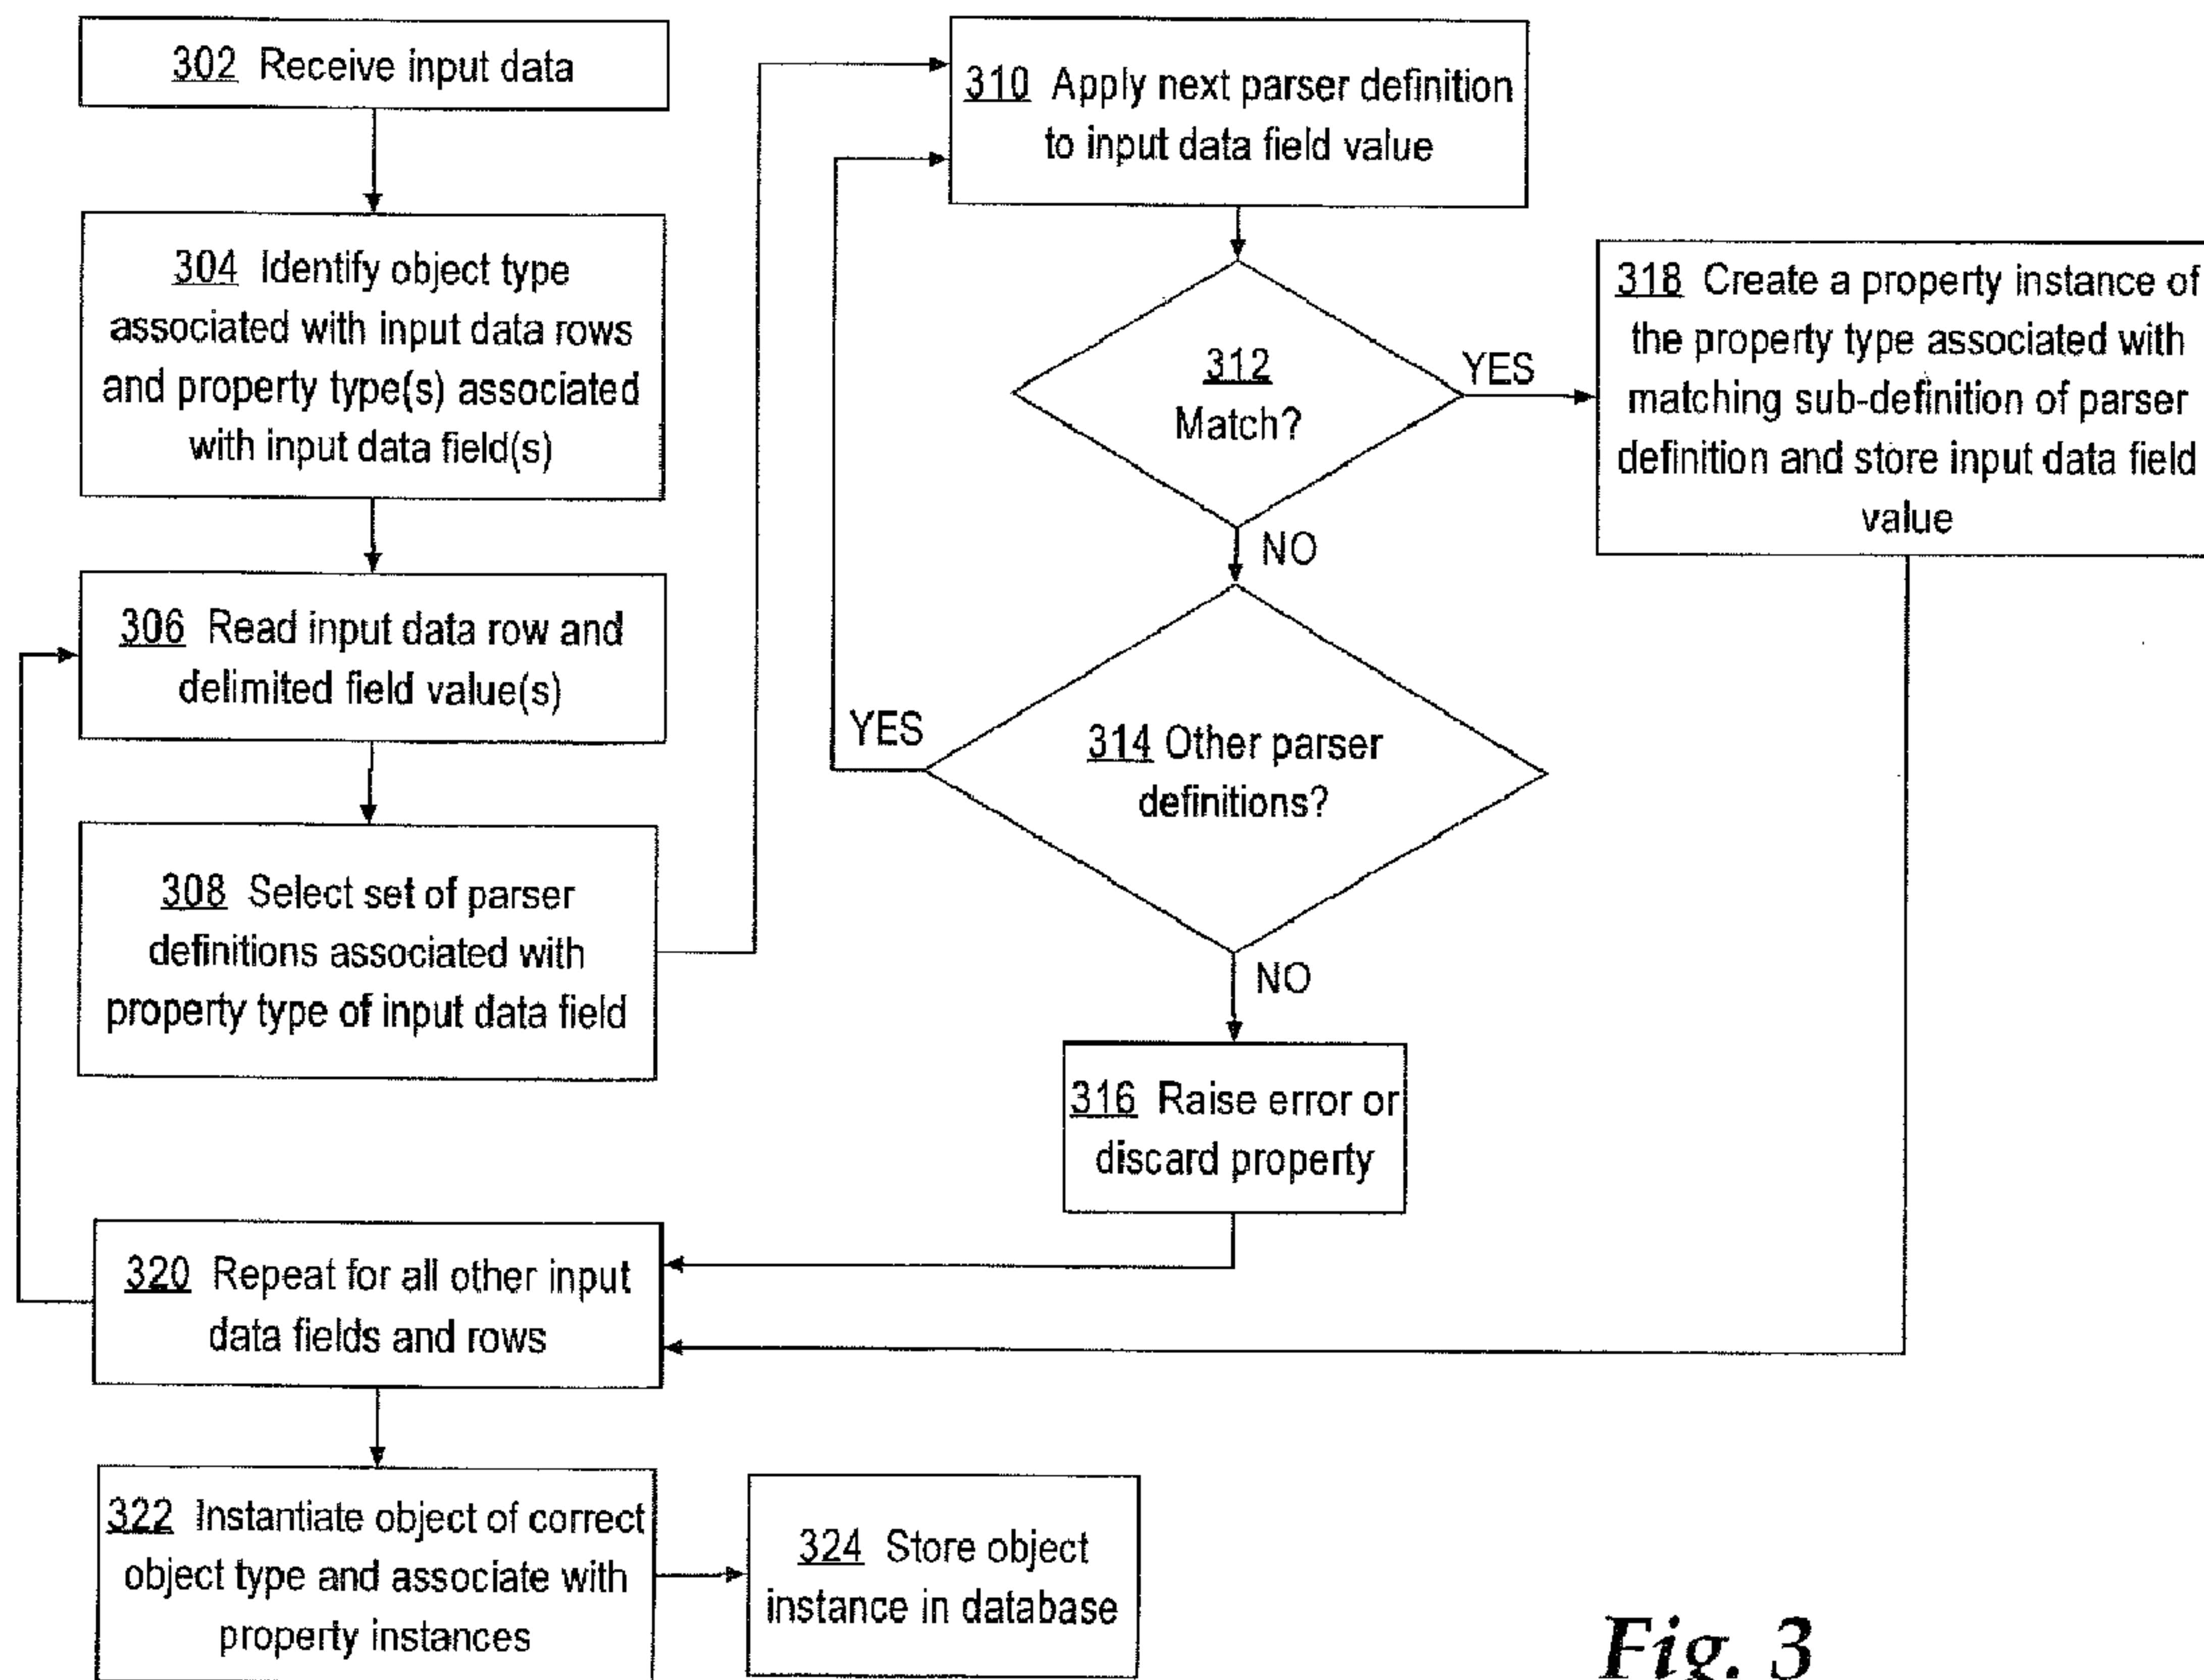 302 Receive input data
304 Identify object type
associated with input data rows
and property type(s) associated
with input data field(s)
306 Read input data row and
delimited field value(s)
308 Select set of parser
definitions associated with
property type of input data field
310 Apply next parser definition
to input data field value
312
Match?
YES
NO
318 Create a property instance of
the property type associated with
matching sub-definition of parser
definition and store input data field
value
314 Other parser
definitions?
YES
NO
316 Raise error or
discard property
320 Repeat for all other input
data fields and rows
322 Instantiate object of correct
object type and associate with
property instances
324 Store object
instance in database
Fig. 3